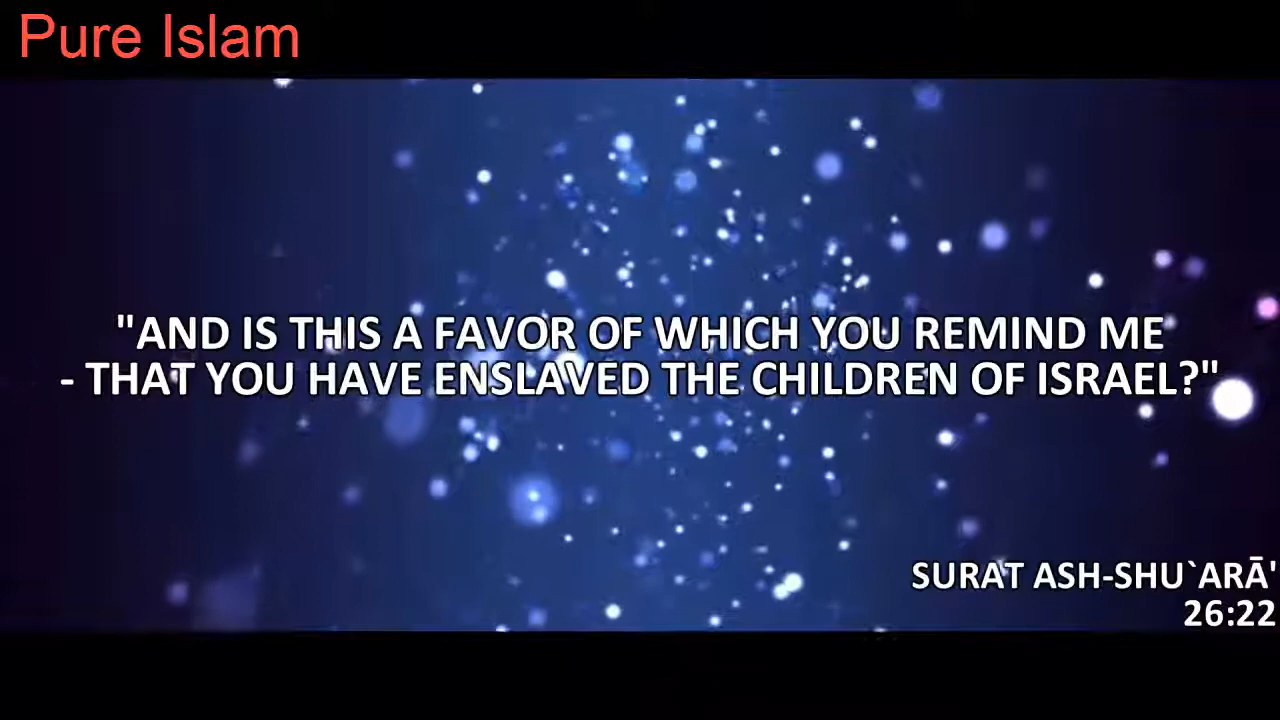 Pure Islam
"AND IS THIS A FAVOR OF WHICH YOU REMIND ME
- THAT YOU HAVE ENSLAVED THE CHILDREN OF ISRAEL?"
SURAT ASH-SHU`ARĀ'
26:22